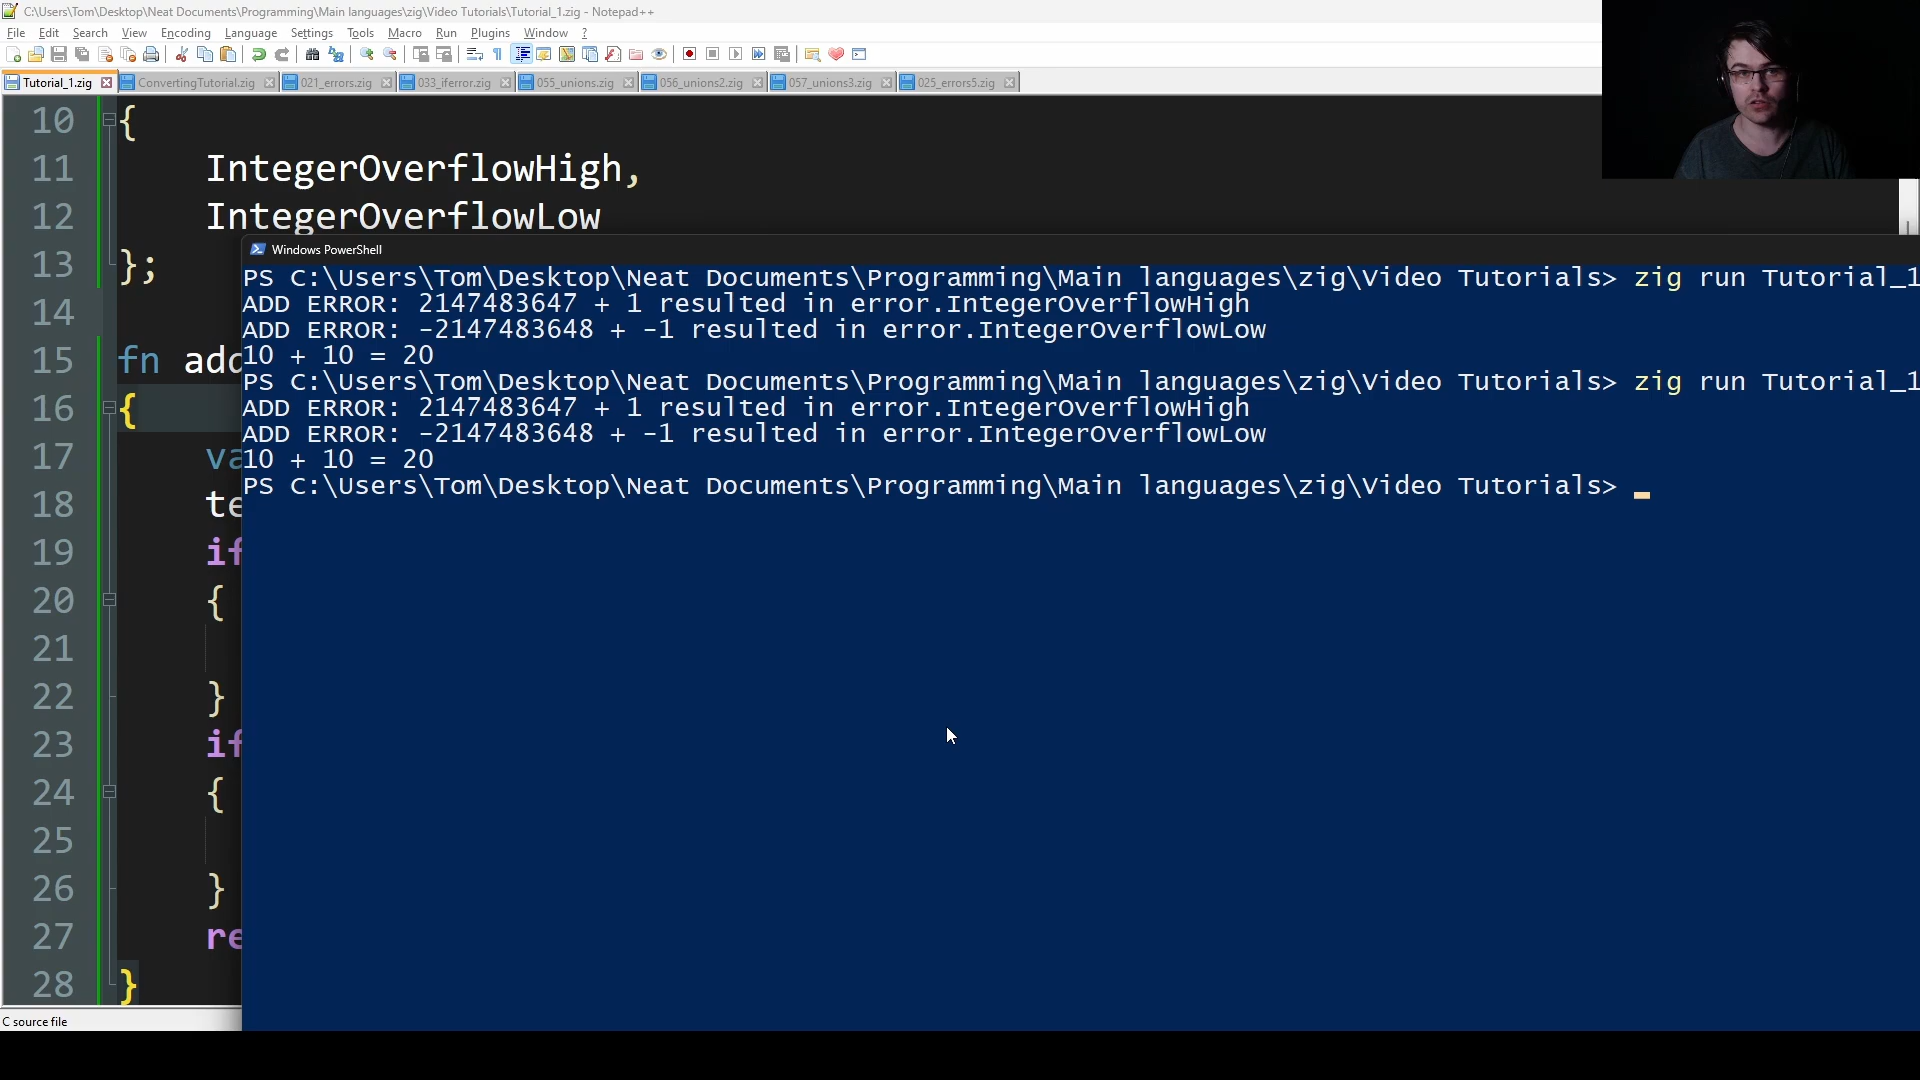 C:\Users\Tom\Desktop\Neat Documents\Programming\Main languages\zig\Video Tutorials\Tutorial_1.zig - Notepad++
File Edit Search View Encoding Language Settings Tools Macro Run Plugins Window ?
Tutorial_1.zig ConvertingTutorial.zig 021_errors.zig 033_iferror.zig 055_unions.zig 056_unions2.zig 057_unions3.zig 025_errors5.zig
10 {
11 IntegerOverflowHigh,
12 IntegerOverflowLow
13 };
14
15 fn add
16 {
17 va
18 te
19 if
20 {
21
22 }
23 if
24 {
25
26 }
27 re
28 }
Windows PowerShell
PS C:\Users\Tom\Desktop\Neat Documents\Programming\Main languages\zig\Video Tutorials> zig run Tutorial_1
ADD ERROR: 2147483647 + 1 resulted in error.IntegerOverflowHigh
ADD ERROR: -2147483648 + -1 resulted in error.IntegerOverflowLow
10 + 10 = 20
PS C:\Users\Tom\Desktop\Neat Documents\Programming\Main languages\zig\Video Tutorials> zig run Tutorial_1
ADD ERROR: 2147483647 + 1 resulted in error.IntegerOverflowHigh
ADD ERROR: -2147483648 + -1 resulted in error.IntegerOverflowLow
10 + 10 = 20
PS C:\Users\Tom\Desktop\Neat Documents\Programming\Main languages\zig\Video Tutorials>
C source file